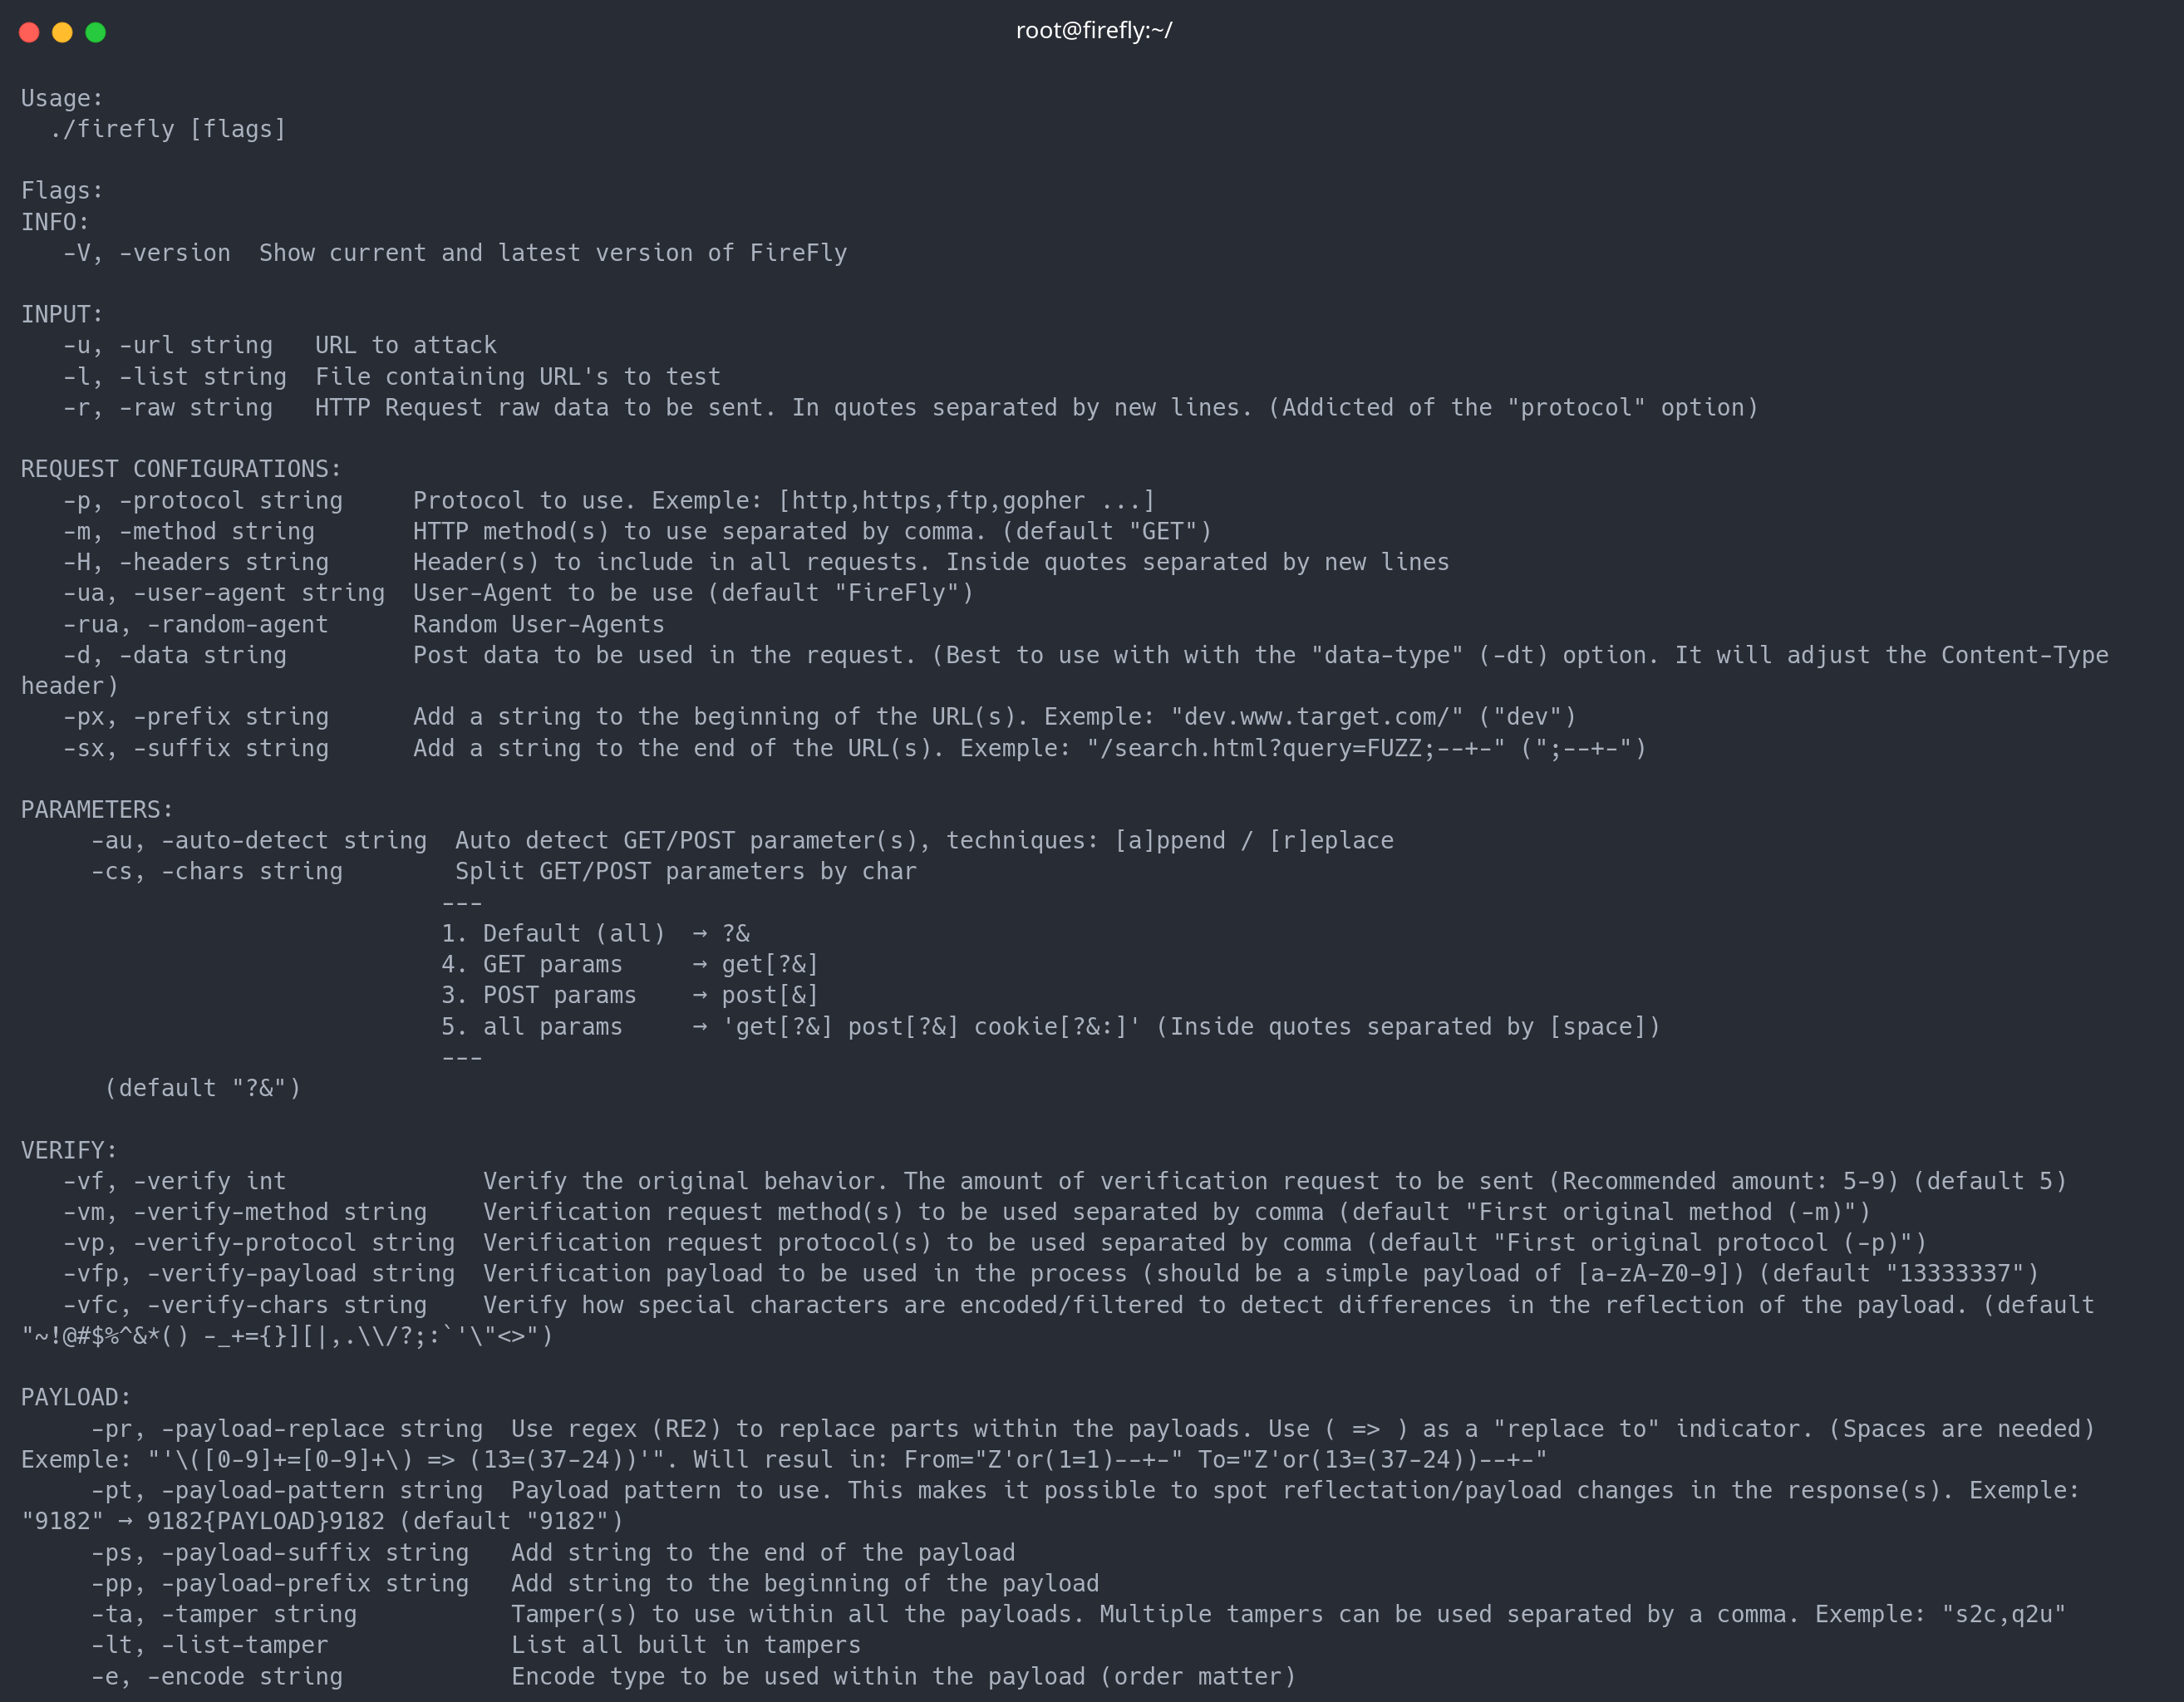 root@firefly:~/
Usage:
  ./firefly [flags]

Flags:
INFO:
   -V, -version  Show current and latest version of FireFly

INPUT:
   -u, -url string   URL to attack
   -l, -list string  File containing URL's to test
   -r, -raw string   HTTP Request raw data to be sent. In quotes separated by new lines. (Addicted of the "protocol" option)

REQUEST CONFIGURATIONS:
   -p, -protocol string     Protocol to use. Exemple: [http,https,ftp,gopher ...]
   -m, -method string       HTTP method(s) to use separated by comma. (default "GET")
   -H, -headers string      Header(s) to include in all requests. Inside quotes separated by new lines
   -ua, -user-agent string  User-Agent to be use (default "FireFly")
   -rua, -random-agent      Random User-Agents
   -d, -data string         Post data to be used in the request. (Best to use with with the "data-type" (-dt) option. It will adjust the Content-Type
header)
   -px, -prefix string      Add a string to the beginning of the URL(s). Exemple: "dev.www.target.com/" ("dev")
   -sx, -suffix string      Add a string to the end of the URL(s). Exemple: "/search.html?query=FUZZ;--+-" (";--+-")

PARAMETERS:
     -au, -auto-detect string  Auto detect GET/POST parameter(s), techniques: [a]ppend / [r]eplace
     -cs, -chars string        Split GET/POST parameters by char
                              ---
                              1. Default (all)  → ?&
                              4. GET params     → get[?&]
                              3. POST params    → post[&]
                              5. all params     → 'get[?&] post[?&] cookie[?&:]' (Inside quotes separated by [space])
                              ---
      (default "?&")

VERIFY:
   -vf, -verify int              Verify the original behavior. The amount of verification request to be sent (Recommended amount: 5-9) (default 5)
   -vm, -verify-method string    Verification request method(s) to be used separated by comma (default "First original method (-m)")
   -vp, -verify-protocol string  Verification request protocol(s) to be used separated by comma (default "First original protocol (-p)")
   -vfp, -verify-payload string  Verification payload to be used in the process (should be a simple payload of [a-zA-Z0-9]) (default "13333337")
   -vfc, -verify-chars string    Verify how special characters are encoded/filtered to detect differences in the reflection of the payload. (default
"~!@#$%^&*() -_+={}][|,.\\/?;:`'\"<>")

PAYLOAD:
     -pr, -payload-replace string  Use regex (RE2) to replace parts within the payloads. Use ( => ) as a "replace to" indicator. (Spaces are needed)
Exemple: "'\([0-9]+=[0-9]+\) => (13=(37-24))'". Will resul in: From="Z'or(1=1)--+-" To="Z'or(13=(37-24))--+-"
     -pt, -payload-pattern string  Payload pattern to use. This makes it possible to spot reflectation/payload changes in the response(s). Exemple:
"9182" → 9182{PAYLOAD}9182 (default "9182")
     -ps, -payload-suffix string   Add string to the end of the payload
     -pp, -payload-prefix string   Add string to the beginning of the payload
     -ta, -tamper string           Tamper(s) to use within all the payloads. Multiple tampers can be used separated by a comma. Exemple: "s2c,q2u"
     -lt, -list-tamper             List all built in tampers
     -e, -encode string            Encode type to be used within the payload (order matter)